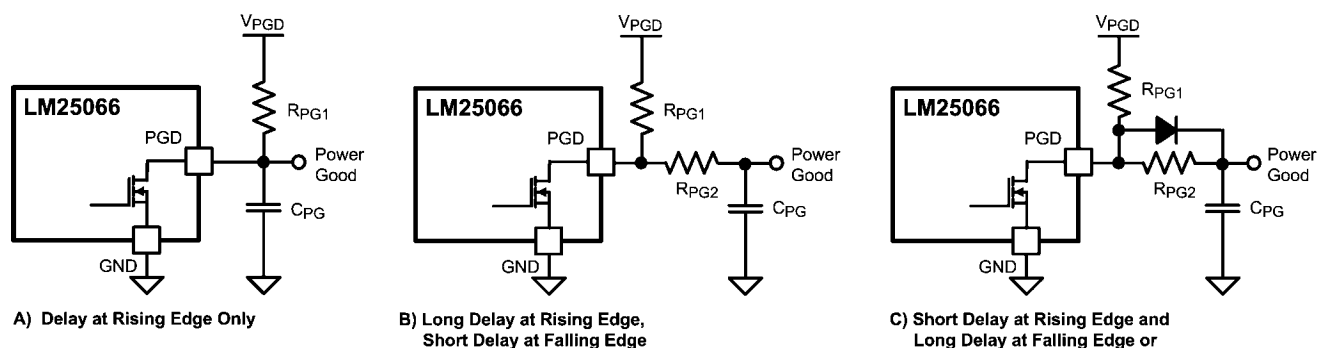 VPGD
LM25066
RPG1
PGD
Power
Good
CPG
GND
A) Delay at Rising Edge Only
VPGD
LM25066
RPG1
PGD
RPG2
Power
Good
CPG
GND
B) Long Delay at Rising Edge,
Short Delay at Falling Edge
VPGD
LM25066
RPG1
PGD
RPG2
Power
Good
CPG
GND
C) Short Delay at Rising Edge and
Long Delay at Falling Edge or